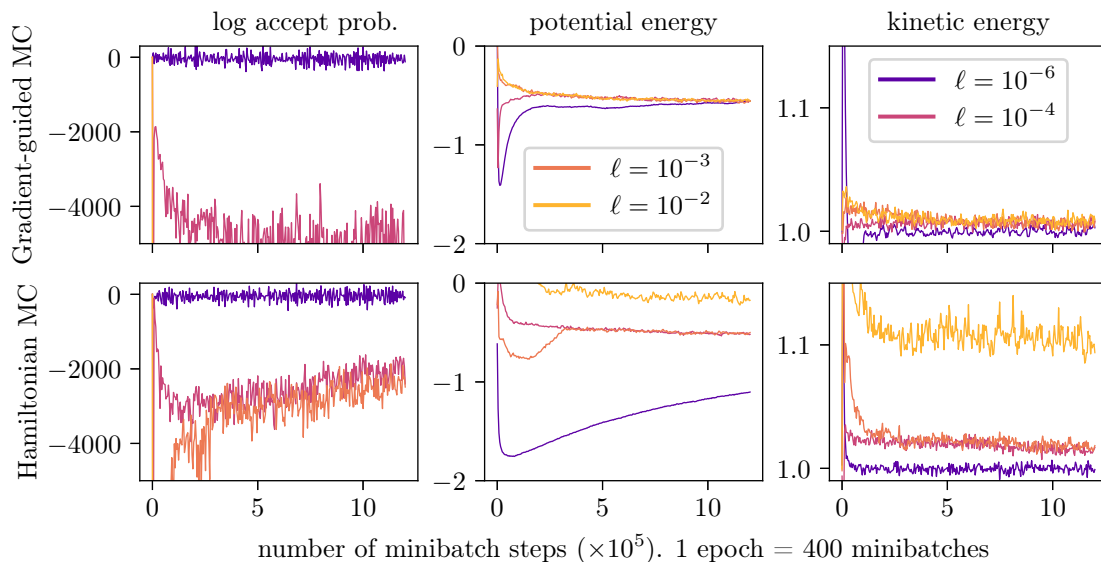 log accept prob. potential energy kinetic energy
Gradient-guided MC
0
−2000
−4000
0
−1
−2
ℓ = 10⁻³
ℓ = 10⁻²
1.1
1.0
ℓ = 10⁻⁶
ℓ = 10⁻⁴
Hamiltonian MC
0
−2000
−4000
0 5 10
0
−1
−2
0 5 10
1.1
1.0
0 5 10
number of minibatch steps (×10⁵). 1 epoch = 400 minibatches